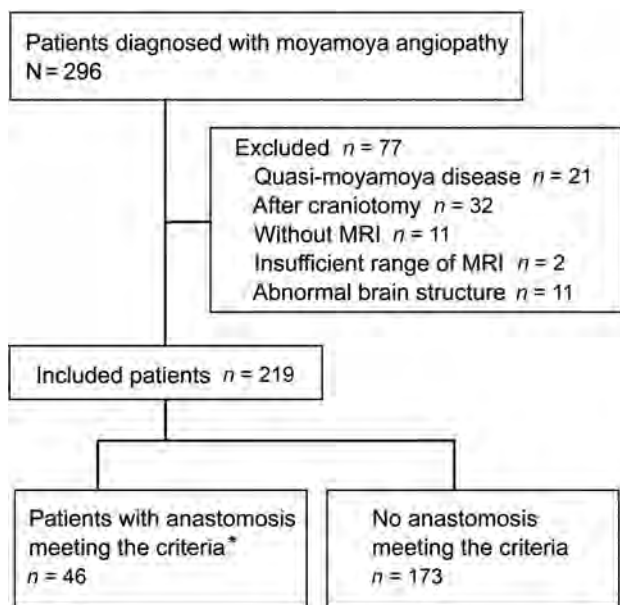 Patients diagnosed with moyamoya angiopathy
N = 296
Excluded n = 77
Quasi-moyamoya disease n = 21
After craniotomy n = 32
Without MRI n = 11
Insufficient range of MRI n = 2
Abnormal brain structure n = 11
Included patients n = 219
Patients with anastomosis
meeting the criteria*
n = 46
No anastomosis
meeting the criteria
n = 173